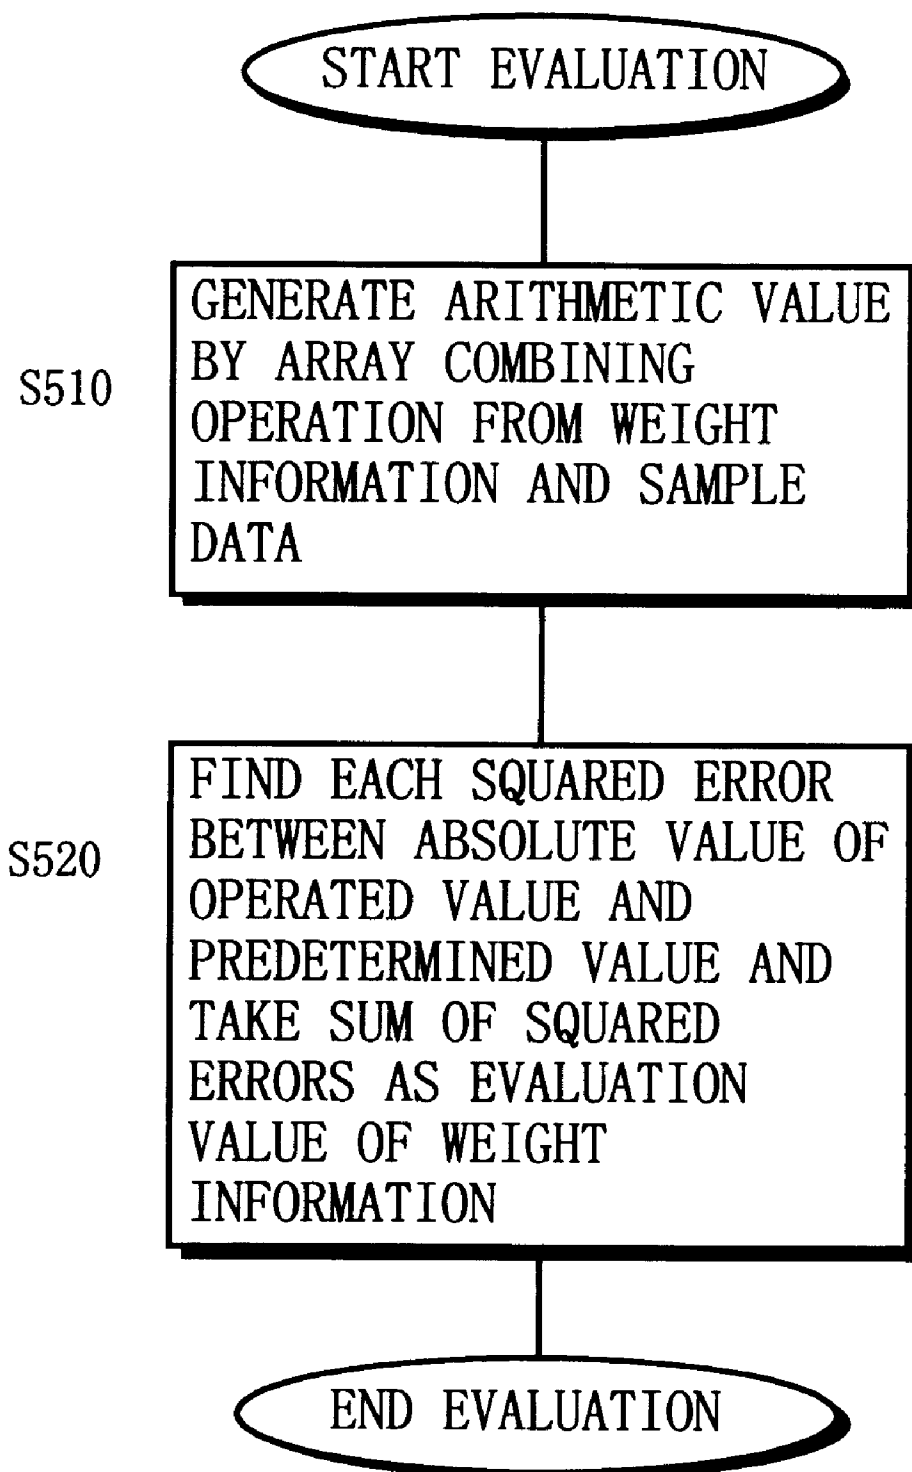 START EVALUATION
S510
GENERATE ARITHMETIC VALUE
BY ARRAY COMBINING
OPERATION FROM WEIGHT
INFORMATION AND SAMPLE
DATA
S520
FIND EACH SQUARED ERROR
BETWEEN ABSOLUTE VALUE OF
OPERATED VALUE AND
PREDETERMINED VALUE AND
TAKE SUM OF SQUARED
ERRORS AS EVALUATION
VALUE OF WEIGHT
INFORMATION
END EVALUATION